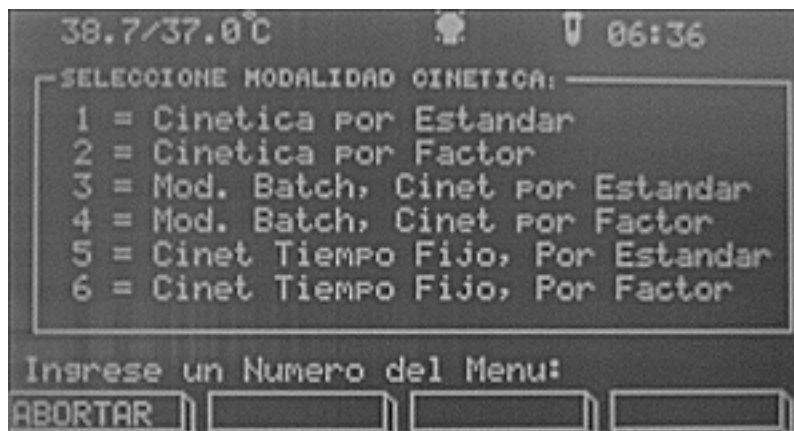 38.7/37.0°C 06:36
SELECCIONE MODALIDAD CINETICA:
1 = Cinetica por Estandar
2 = Cinetica por Factor
3 = Mod. Batch, Cinet por Estandar
4 = Mod. Batch, Cinet por Factor
5 = Cinet Tiempo Fijo, Por Estandar
6 = Cinet Tiempo Fijo, Por Factor
Ingrese un Numero del Menu:
ABORTAR